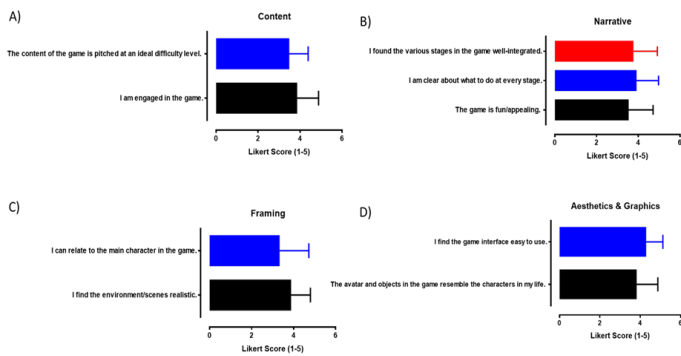 A)
Content
The content of the game is pitched at an ideal difficulty level.
I am engaged in the game.
0 2 4 6
Likert Score (1-5)
B)
Narrative
I found the various stages in the game well-integrated.
I am clear about what to do at every stage.
The game is fun/appealing.
0 2 4 6
Likert Score (1-5)
C)
Framing
I can relate to the main character in the game.
I find the environment/scenes realistic.
0 2 4 6
Likert Score (1-5)
D)
Aesthetics & Graphics
I find the game interface easy to use.
The avatar and objects in the game resemble the characters in my life.
0 2 4 6
Likert Score (1-5)